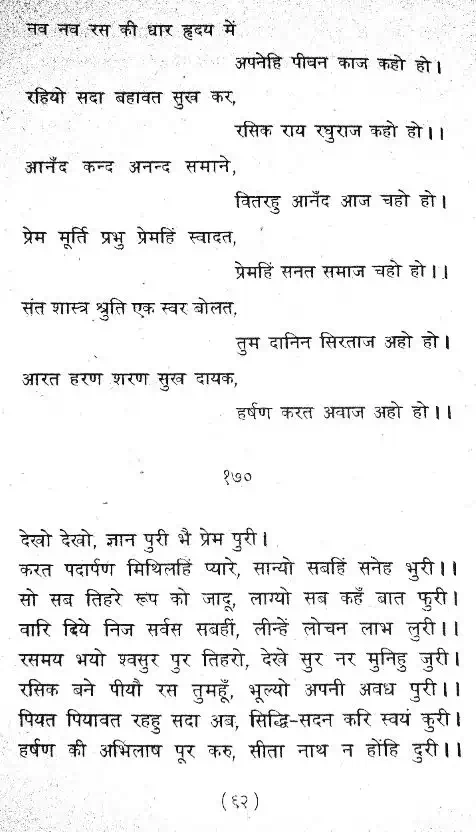 नव नव रस की धार हृदय में
अपनेहि पीवन काज कहो हो।
रहियो सदा बहावत सुख कर,
रसिक राय रघुराज कहो हो।।
आनँद कन्द अनन्द समाने,
वितरहु आनँद आज चहो हो।
प्रेम मूर्ति प्रभु प्रेमहिं स्वादत,
प्रेमहिं सनत समाज चहो हो।।
संत शास्त्र श्रुति एक स्वर बोलत,
तुम दानिन सिरताज अहो हो।
आरत हरण शरण सुख दायक,
हर्षण करत अवाज अहो हो।।
१७०
देखो देखो, ज्ञान पुरी भै प्रेम पुरी।
करत पदार्पण मिथिलहिं प्यारे, सान्यो सबहिं सनेह भुरी।।
सो सब तिहरे रूप को जादू, लाग्यो सब कहँ बात फुरी।
वारि दिये निज सर्वस सबहीं, लीन्हें लोचन लाभ लुरी।।
रसमय भयो श्वसुर पुर तिहरो, देखे सुर नर मुनिहु जुरी।
रसिक बने पीयौ रस तुमहूँ, भूल्यो अपनी अवध पुरी।।
पियत पियावत रहहु सदा अब, सिद्धि-सदन करि स्वयं कुरी।
हर्षण की अभिलाष पूर करु, सीता नाथ न होंहि दुरी।।
(६२)